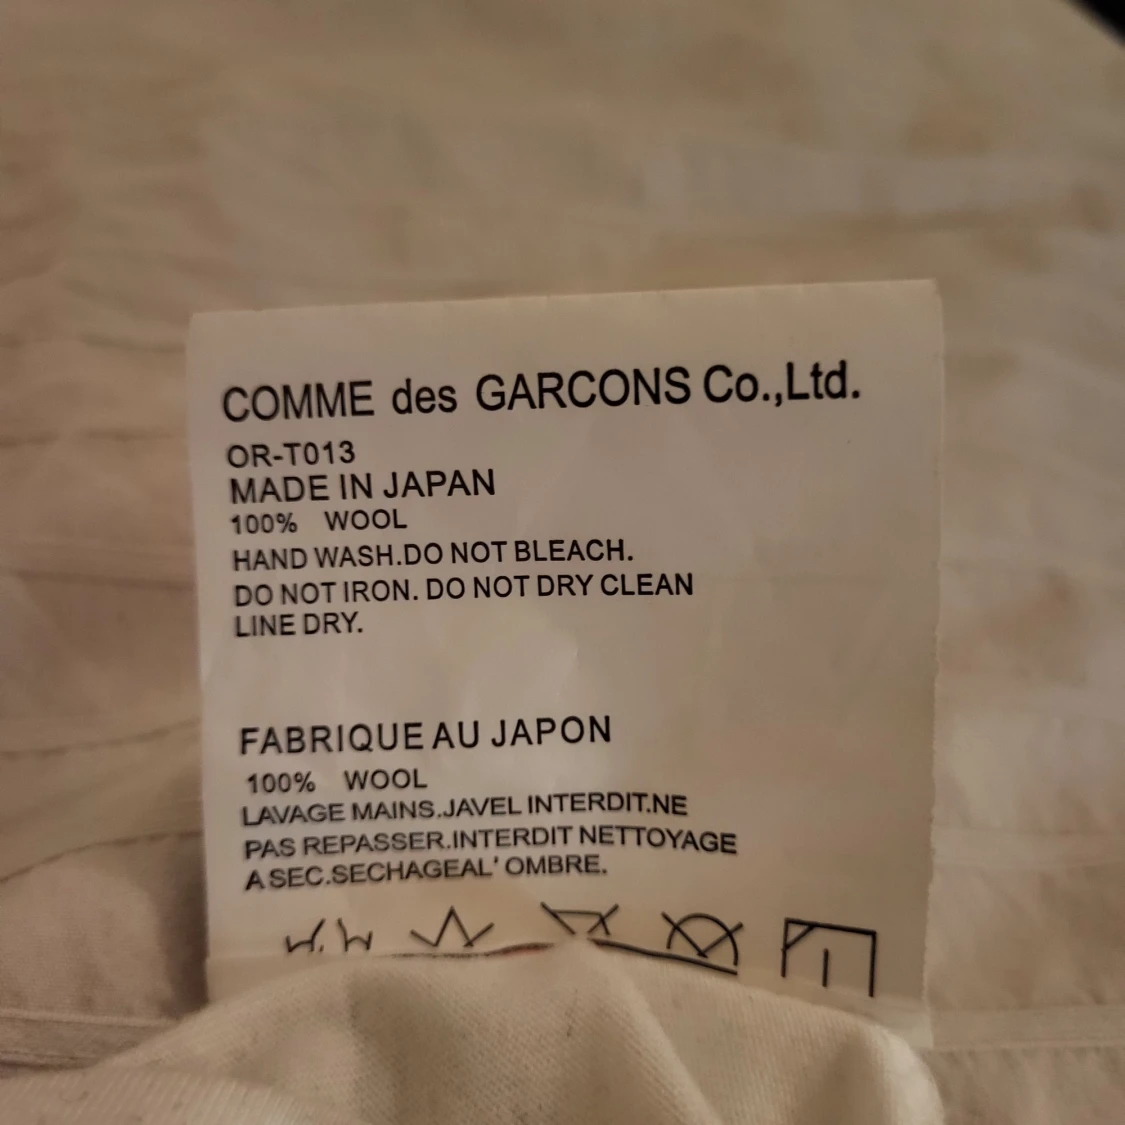 COMME des GARCONS Co.,Ltd.
OR-T013
MADE IN JAPAN
100% WOOL
HAND WASH.DO NOT BLEACH.
DO NOT IRON. DO NOT DRY CLEAN
LINE DRY.
FABRIQUE AU JAPON
100% WOOL
LAVAGE MAINS.JAVEL INTERDIT.NE
PAS REPASSER.INTERDIT NETTOYAGE
A SEC.SECHAGEAL' OMBRE.